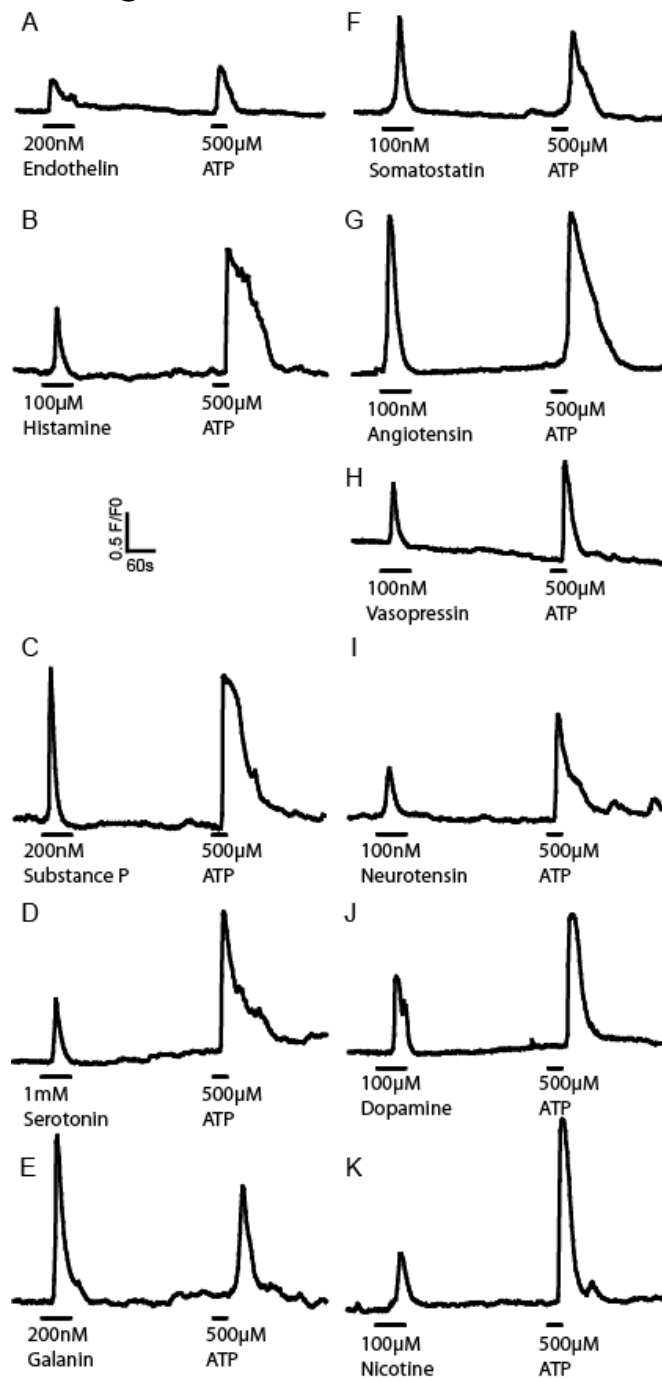 A
200nM 500µM
Endothelin ATP
B
100µM 500µM
Histamine ATP
0.5 F/F0
60s
C
200nM 500µM
Substance P ATP
D
1mM 500µM
Serotonin ATP
E
200nM 500µM
Galanin ATP
F
100nM 500µM
Somatostatin ATP
G
100nM 500µM
Angiotensin ATP
H
100nM 500µM
Vasopressin ATP
I
100nM 500µM
Neurotensin ATP
J
100µM 500µM
Dopamine ATP
K
100µM 500µM
Nicotine ATP